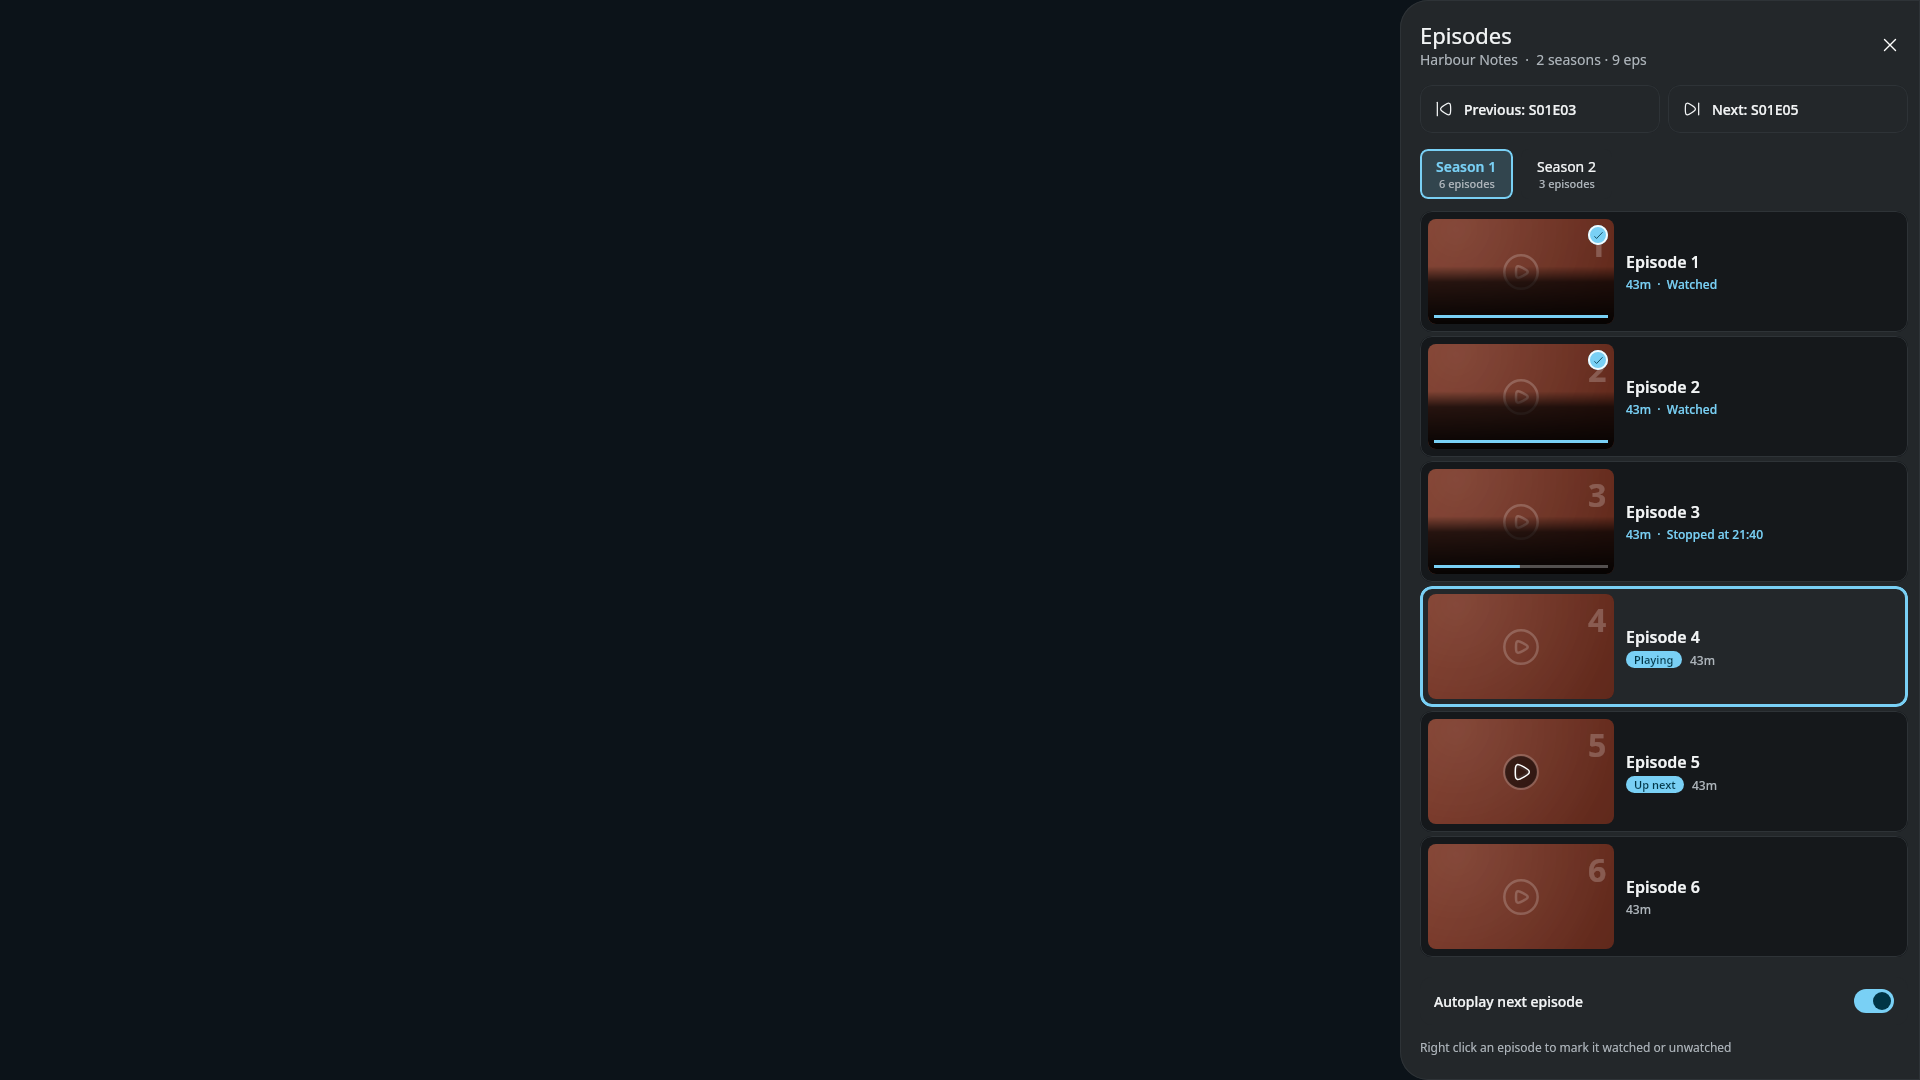 Episodes
Harbour Notes · 2 seasons · 9 eps
Previous: S01E03
Next: S01E05
Season 1
6 episodes
Season 2
3 episodes
1
Episode 1
43m · Watched
2
Episode 2
43m · Watched
3
Episode 3
43m · Stopped at 21:40
4
Episode 4
Playing 43m
5
Episode 5
Up next 43m
6
Episode 6
43m
Autoplay next episode
Right click an episode to mark it watched or unwatched